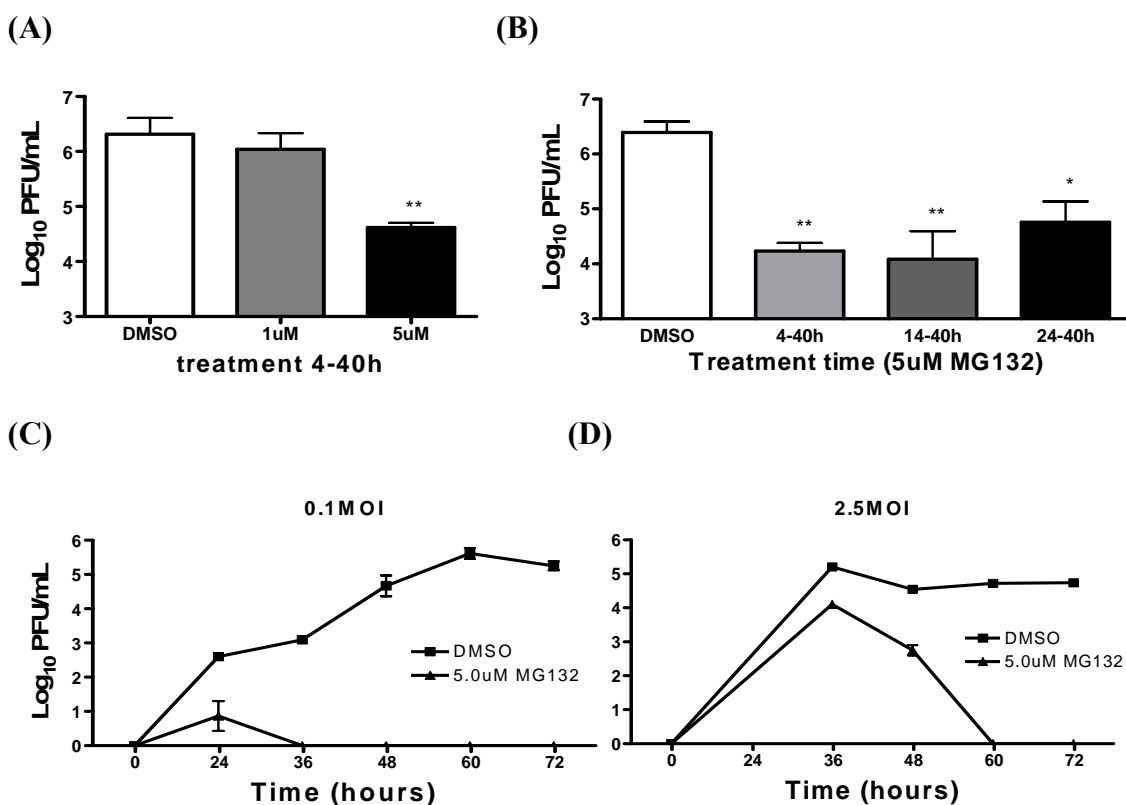 (A)
(B)
Log10 PFU/mL
7
6
5
4
3
**
DMSO
1uM
5uM
treatment 4-40h
Log10 PFU/mL
7
6
5
4
3
**
**
*
DMSO
4-40h
14-40h
24-40h
Treatment time (5uM MG132)
(C)
(D)
0.1MOI
Log10 PFU/mL
6
5
4
3
2
1
0
DMSO
5.0uM MG132
0
24
36
48
60
72
Time (hours)
2.5MOI
6
5
4
3
2
1
0
DMSO
5.0uM MG132
0
24
36
48
60
72
Time (hours)